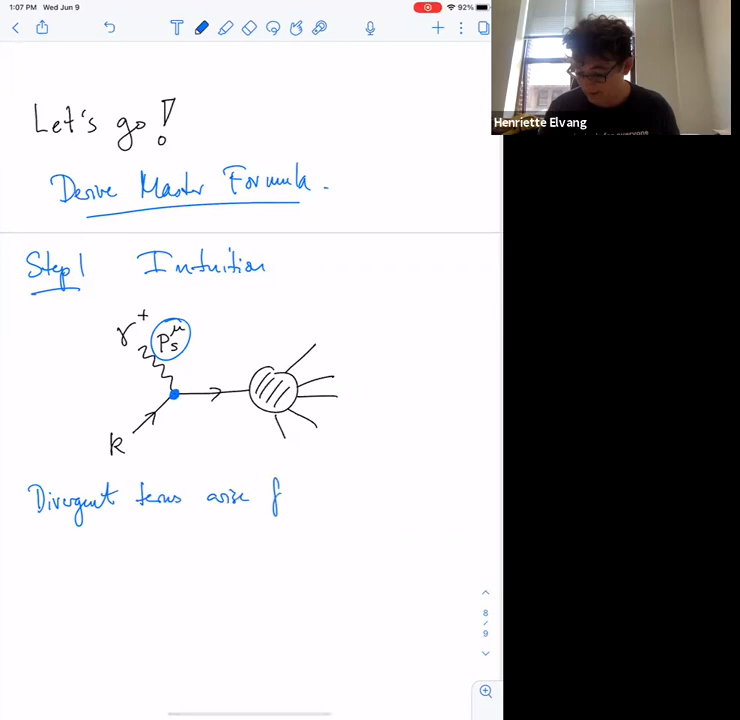 1:07 PM Wed Jun 9
92%
Henriette Elvang
Let's go!
Derive Master Formula.
Step 1 Intuition
γ+
Psμ
k
Divergent terms arise f
8
/
9